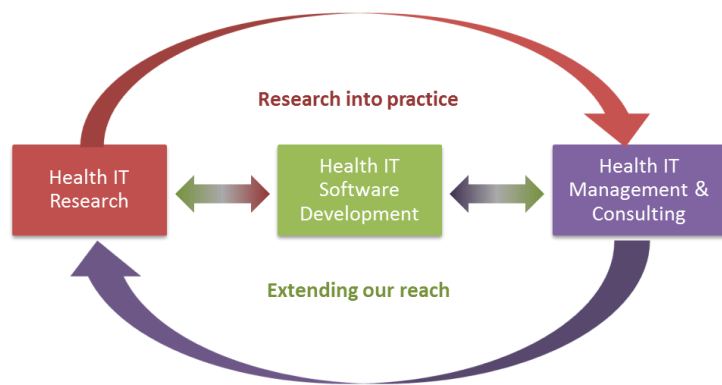 Research into practice
Health IT
Research
Health IT
Software
Development
Health IT
Management &
Consulting
Extending our reach